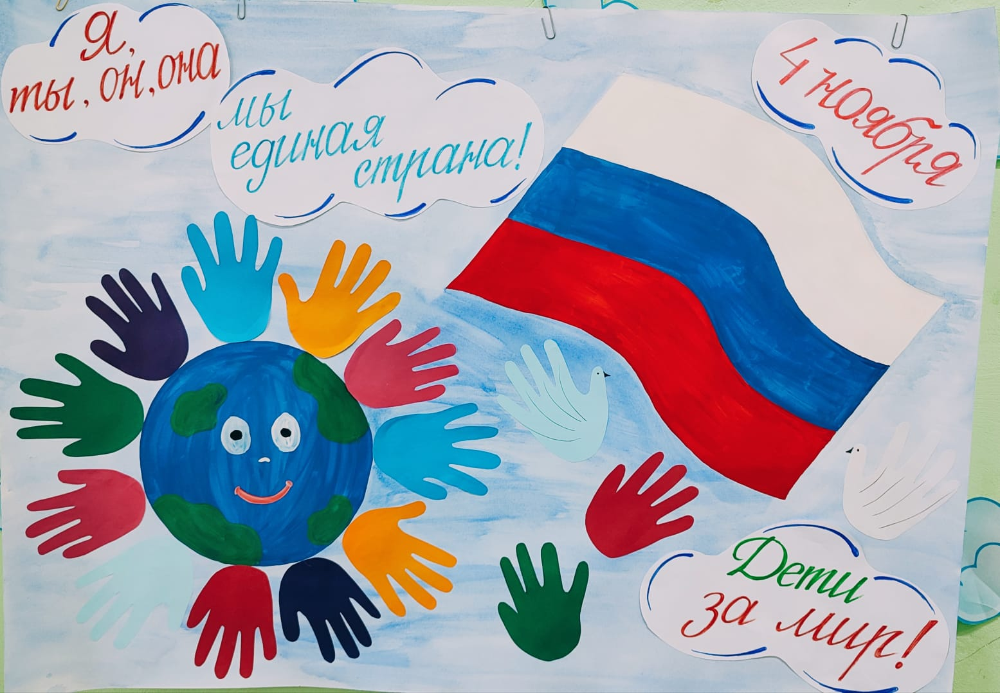 Я,
ты, он, она
мы
единая
страна!
4 ноября
Дети
за мир!